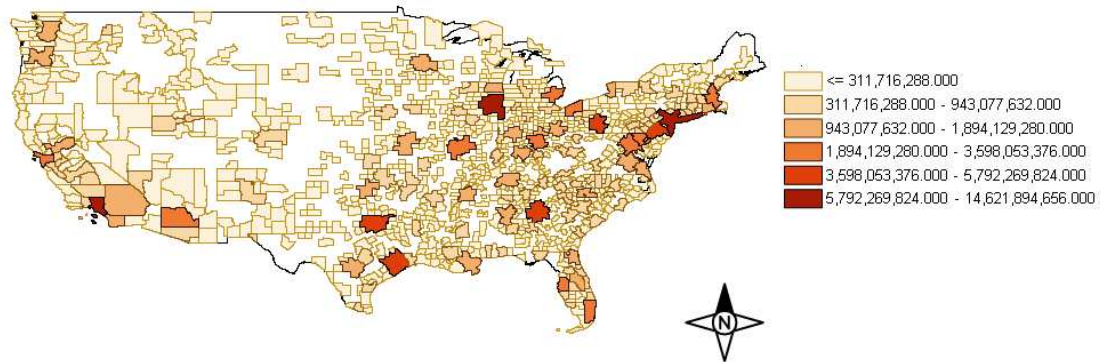 <= 311,716,288.000
311,716,288.000 - 943,077,632.000
943,077,632.000 - 1,894,129,280.000
1,894,129,280.000 - 3,598,053,376.000
3,598,053,376.000 - 5,792,269,824.000
5,792,269,824.000 - 14,621,894,656.000
N